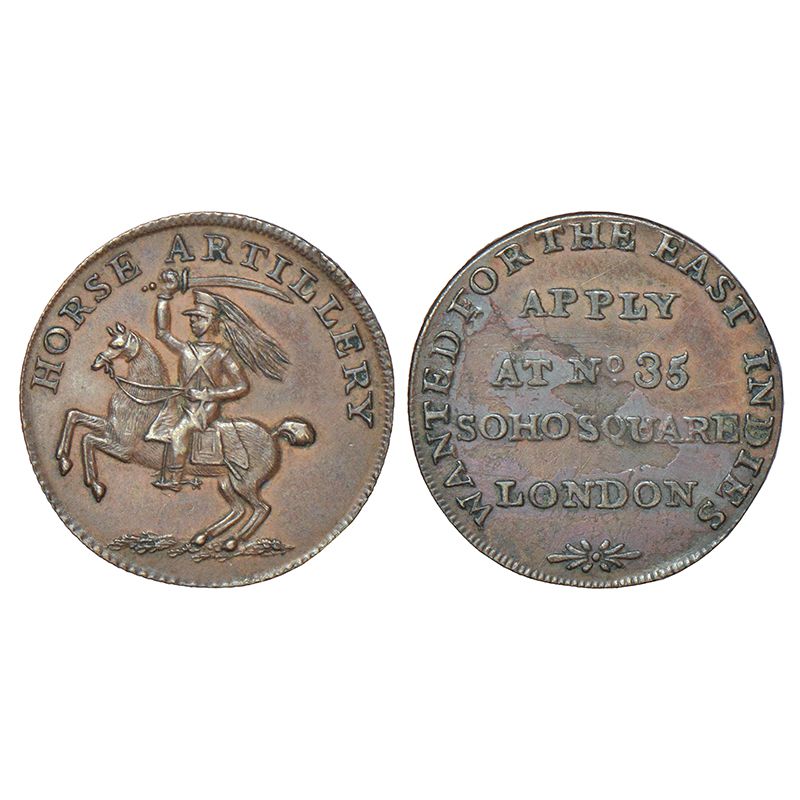 HORSE ARTILLERY
WANTED FOR THE EAST INDIES
APPLY
AT Nº 35
SOHO SQUARE
LONDON